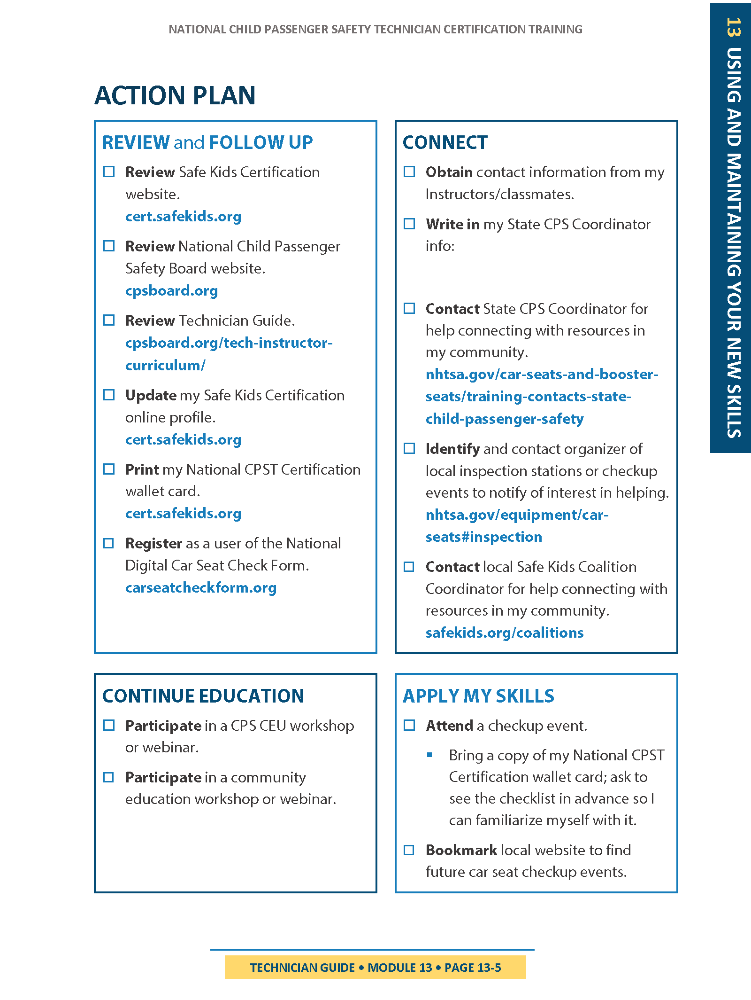 NATIONAL CHILD PASSENGER SAFETY TECHNICIAN CERTIFICATION TRAINING
13 USING AND MAINTAINING YOUR NEW SKILLS
ACTION PLAN
REVIEW and FOLLOW UP
Review Safe Kids Certification
website.
cert.safekids.org
Review National Child Passenger
Safety Board website.
cpsboard.org
Review Technician Guide.
cpsboard.org/tech-instructor-
curriculum/
Update my Safe Kids Certification
online profile.
cert.safekids.org
Print my National CPST Certification
wallet card.
cert.safekids.org
Register as a user of the National
Digital Car Seat Check Form.
carseatcheckform.org
CONNECT
Obtain contact information from my
Instructors/classmates.
Write in my State CPS Coordinator
info:
Contact State CPS Coordinator for
help connecting with resources in
my community.
nhtsa.gov/car-seats-and-booster-
seats/training-contacts-state-
child-passenger-safety
Identify and contact organizer of
local inspection stations or checkup
events to notify of interest in helping.
nhtsa.gov/equipment/car-
seats#inspection
Contact local Safe Kids Coalition
Coordinator for help connecting with
resources in my community.
safekids.org/coalitions
CONTINUE EDUCATION
Participate in a CPS CEU workshop
or webinar.
Participate in a community
education workshop or webinar.
APPLY MY SKILLS
Attend a checkup event.
▪ Bring a copy of my National CPST
Certification wallet card; ask to
see the checklist in advance so I
can familiarize myself with it.
Bookmark local website to find
future car seat checkup events.
TECHNICIAN GUIDE • MODULE 13 • PAGE 13-5